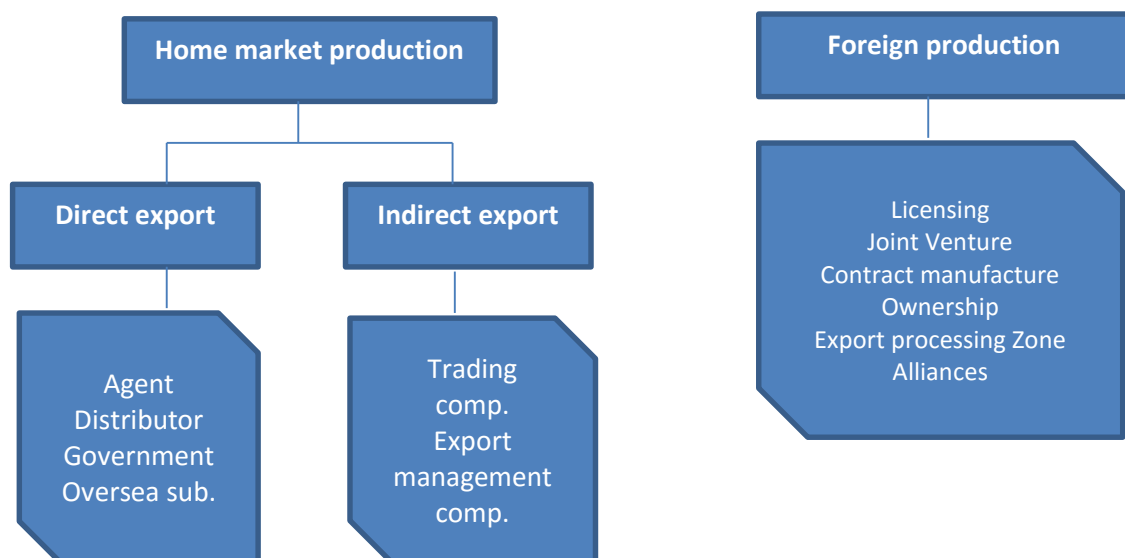 Home market production
Foreign production
Direct export
Indirect export
Licensing
Joint Venture
Contract manufacture
Ownership
Export processing Zone
Alliances
Agent
Distributor
Government
Oversea sub.
Trading
comp.
Export
management
comp.